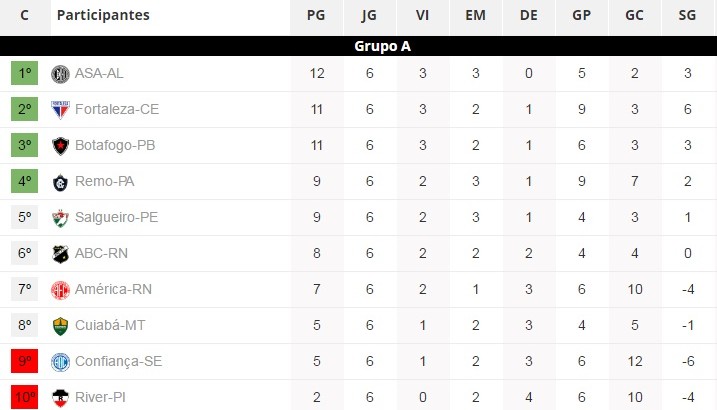 C Participantes PG JG VI EM DE GP GC SG
Grupo A
1º ASA-AL 12 6 3 3 0 5 2 3
2º Fortaleza-CE 11 6 3 2 1 9 3 6
3º Botafogo-PB 11 6 3 2 1 6 3 3
4º Remo-PA 9 6 2 3 1 9 7 2
5º Salgueiro-PE 9 6 2 3 1 4 3 1
6º ABC-RN 8 6 2 2 2 4 4 0
7º América-RN 7 6 2 1 3 6 10 -4
8º Cuiabá-MT 5 6 1 2 3 4 5 -1
9º Confiança-SE 5 6 1 2 3 6 12 -6
10º River-PI 2 6 0 2 4 6 10 -4